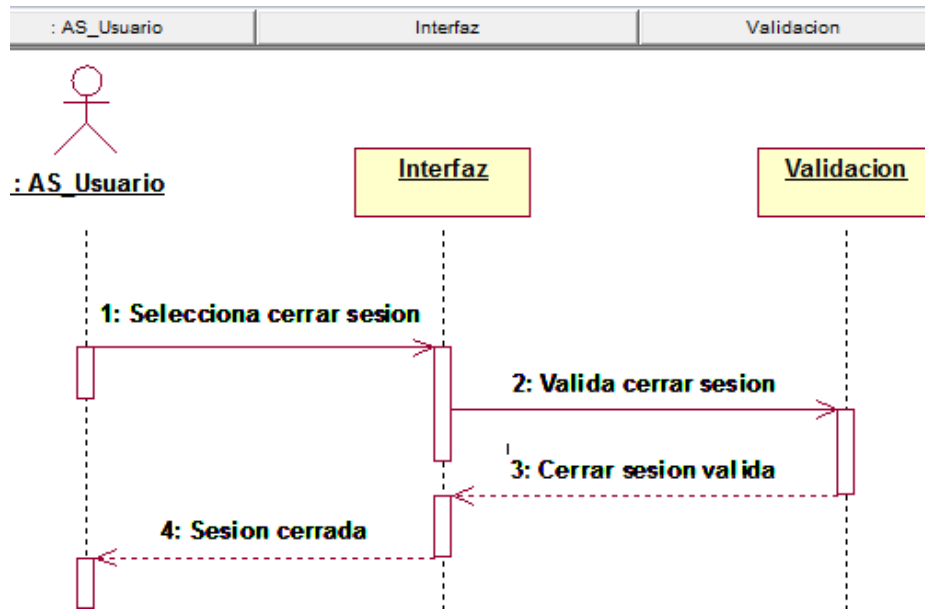 : AS_Usuario
Interfaz
Validacion
: AS_Usuario
Interfaz
Validacion
1: Selecciona cerrar sesion
2: Valida cerrar sesion
3: Cerrar sesion valida
4: Sesion cerrada